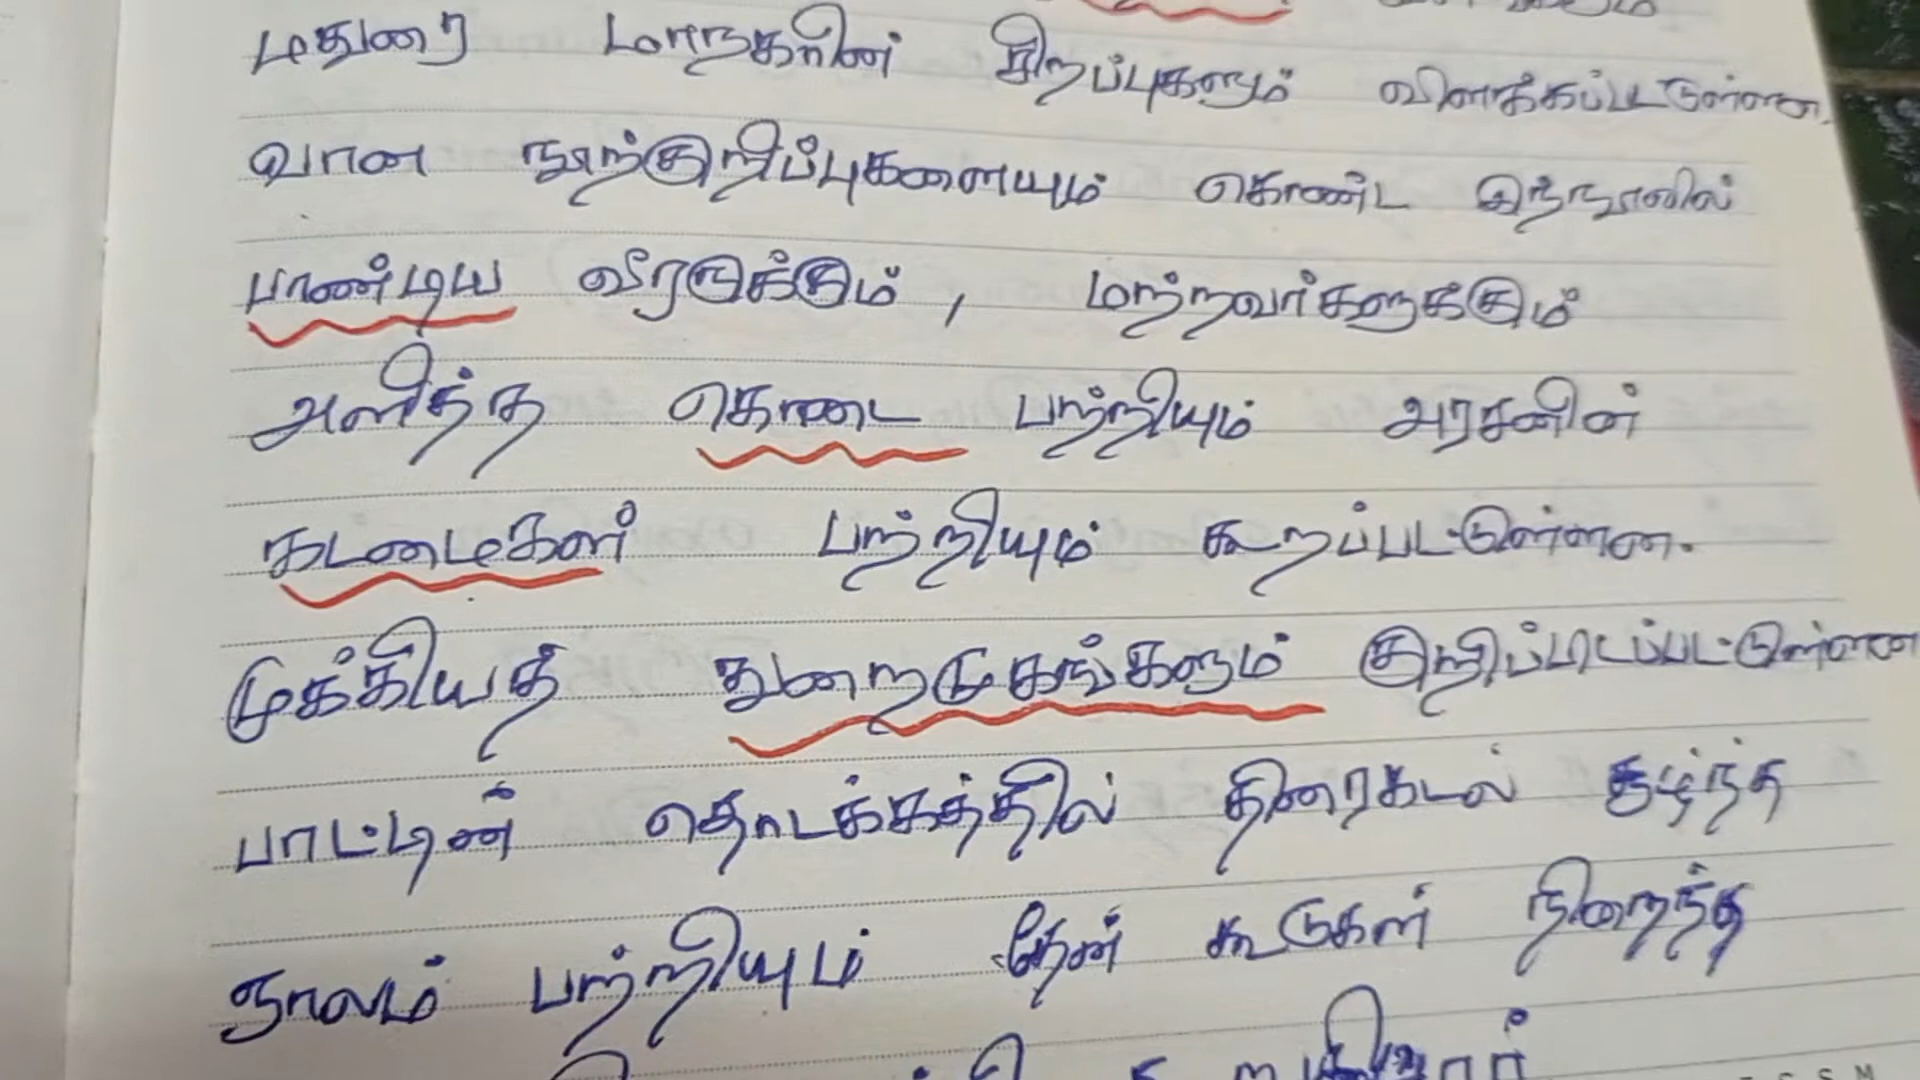 மதுரை மாநகரின் சிறப்புகளும் விளக்கப்பட்டுள்ளன.
வான நூற்குறிப்புகளையும் கொண்ட இந்நூலில்
பாண்டிய வீரருக்கும், மற்றவர்களுக்கும்
அளித்த கொடை பற்றியும் அரசனின்
கடமைகள் பற்றியும் கூறப்பட்டுள்ளன.
முக்கியத் துறைமுகங்களும் குறிப்பிடப்பட்டுள்ளன
பாட்டின் தொடக்கத்தில் திரைகடல் சூழ்ந்த
ஞாலம் பற்றியும் தேன் கூடுகள் நிறைந்த